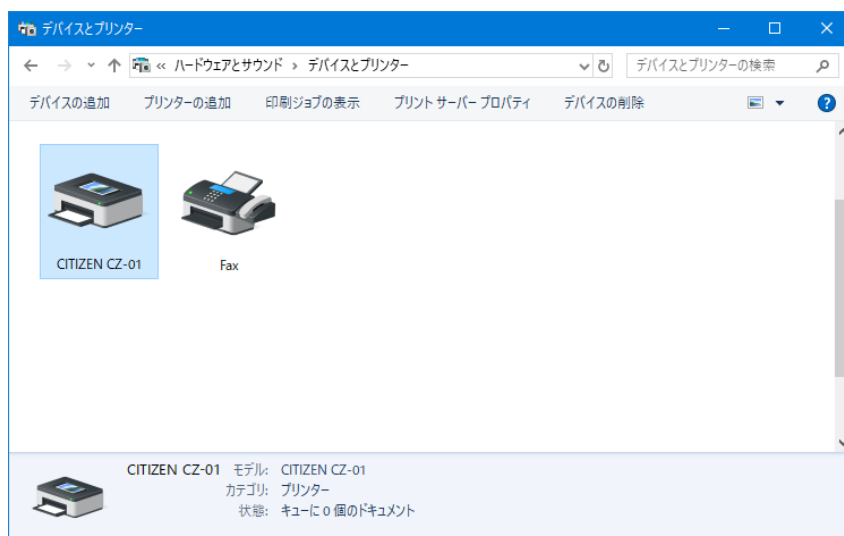 デバイスとプリンター
« ハードウェアとサウンド › デバイスとプリンター デバイスとプリンターの検索
デバイスの追加 プリンターの追加 印刷ジョブの表示 プリント サーバー プロパティ デバイスの削除 ?
CITIZEN CZ-01 Fax
CITIZEN CZ-01 モデル: CITIZEN CZ-01
カテゴリ: プリンター
状態: キューに 0 個のドキュメント